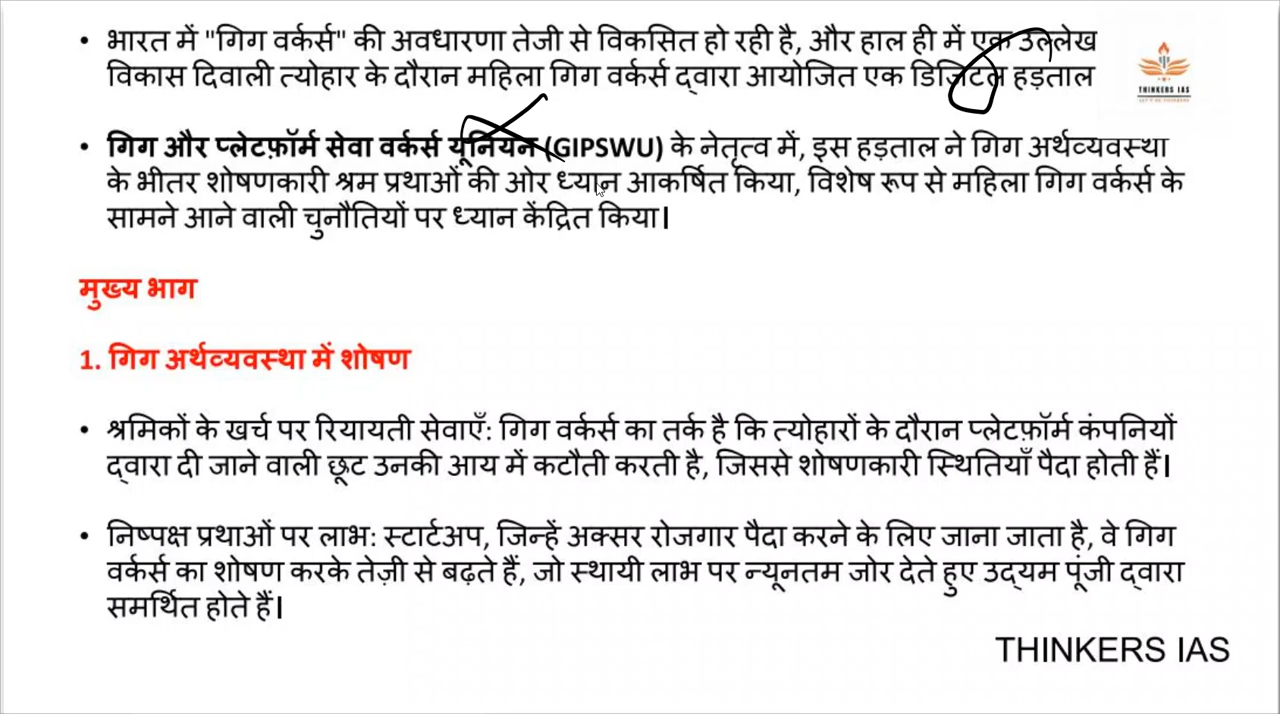 • भारत में "गिग वर्कर्स" की अवधारणा तेजी से विकसित हो रही है, और हाल ही में एक उल्लेख
विकास दिवाली त्योहार के दौरान महिला गिग वर्कर्स द्वारा आयोजित एक डिजिटल हड़ताल
THINKERS IAS
• गिग और प्लेटफ़ॉर्म सेवा वर्कर्स यूनियन (GIPSWU) के नेतृत्व में, इस हड़ताल ने गिग अर्थव्यवस्था
के भीतर शोषणकारी श्रम प्रथाओं की ओर ध्यान आकर्षित किया, विशेष रूप से महिला गिग वर्कर्स के
सामने आने वाली चुनौतियों पर ध्यान केंद्रित किया।
मुख्य भाग
1. गिग अर्थव्यवस्था में शोषण
• श्रमिकों के खर्च पर रियायती सेवाएँ: गिग वर्कर्स का तर्क है कि त्योहारों के दौरान प्लेटफ़ॉर्म कंपनियों
द्वारा दी जाने वाली छूट उनकी आय में कटौती करती है, जिससे शोषणकारी स्थितियाँ पैदा होती हैं।
• निष्पक्ष प्रथाओं पर लाभ: स्टार्टअप, जिन्हें अक्सर रोजगार पैदा करने के लिए जाना जाता है, वे गिग
वर्कर्स का शोषण करके तेज़ी से बढ़ते हैं, जो स्थायी लाभ पर न्यूनतम जोर देते हुए उद्यम पूंजी द्वारा
समर्थित होते हैं।
THINKERS IAS